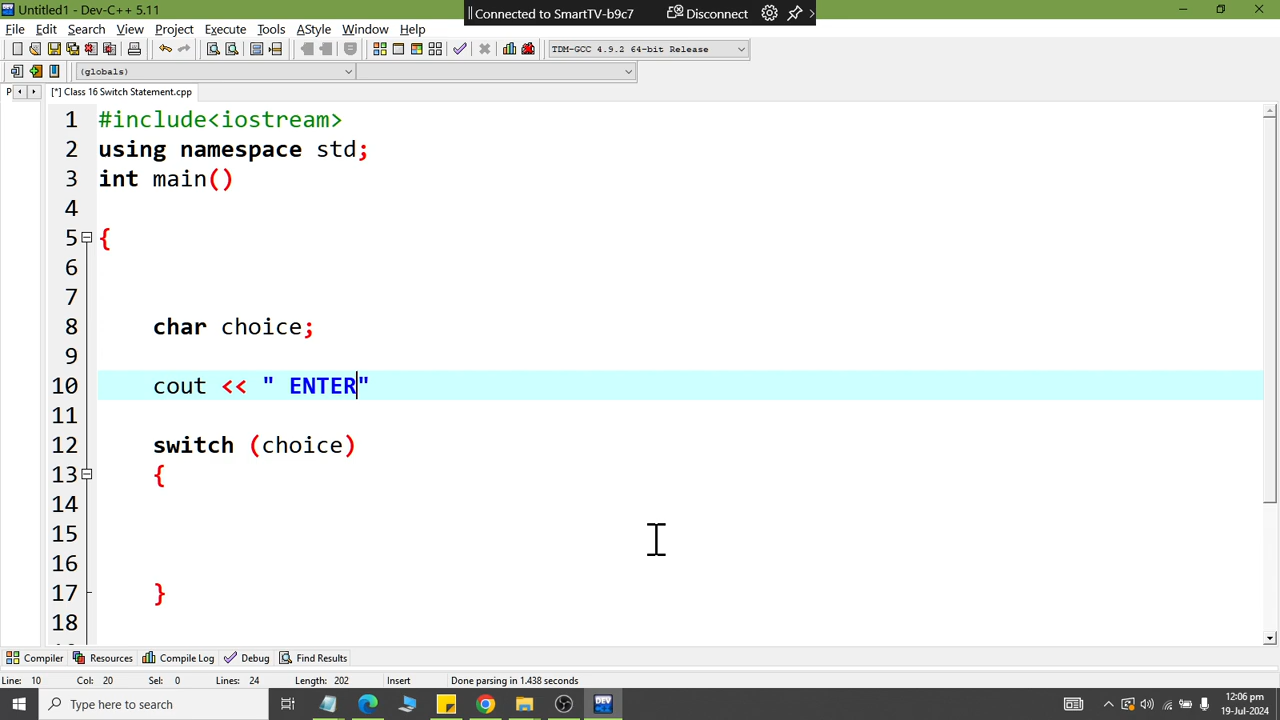 Untitled1 - Dev-C++ 5.11
Connected to SmartTV-b9c7 Disconnect
File Edit Search View Project Execute Tools AStyle Window Help
TDM-GCC 4.9.2 64-bit Release
(globals)
P [*] Class 16 Switch Statement.cpp
1 #include<iostream>
2 using namespace std;
3 int main()
4
5 {
6
7
8 char choice;
9
10 cout << " ENTER"
11
12 switch (choice)
13 {
14
15
16
17 }
18
Compiler Resources Compile Log Debug Find Results
Line: 10 Col: 20 Sel: 0 Lines: 24 Length: 202 Insert Done parsing in 1.438 seconds
Type here to search
DEV
12:06 pm
19-Jul-2024